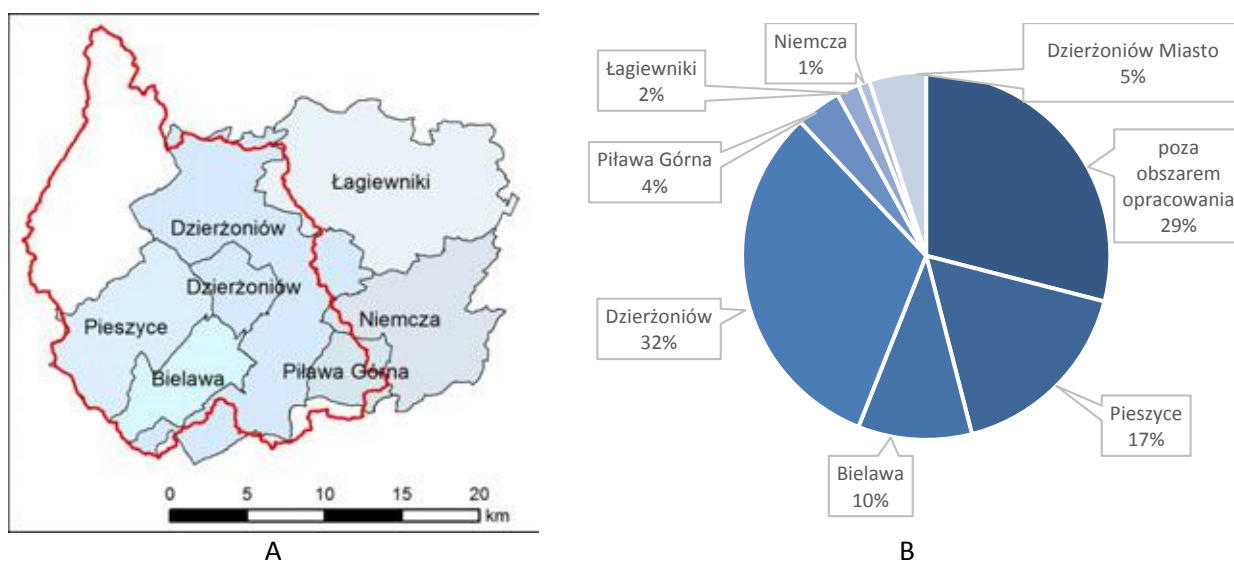 Łagiewniki
Dzierżoniów
Dzierżoniów
Pieszyce
Niemcza
Bielawa
Piława Górna
0 5 10 15 20
km
A
Niemcza
1%
Dzierżoniów Miasto
5%
Łagiewniki
2%
Piława Górna
4%
poza
obszarem
opracowania
29%
Dzierżoniów
32%
Pieszyce
17%
Bielawa
10%
B